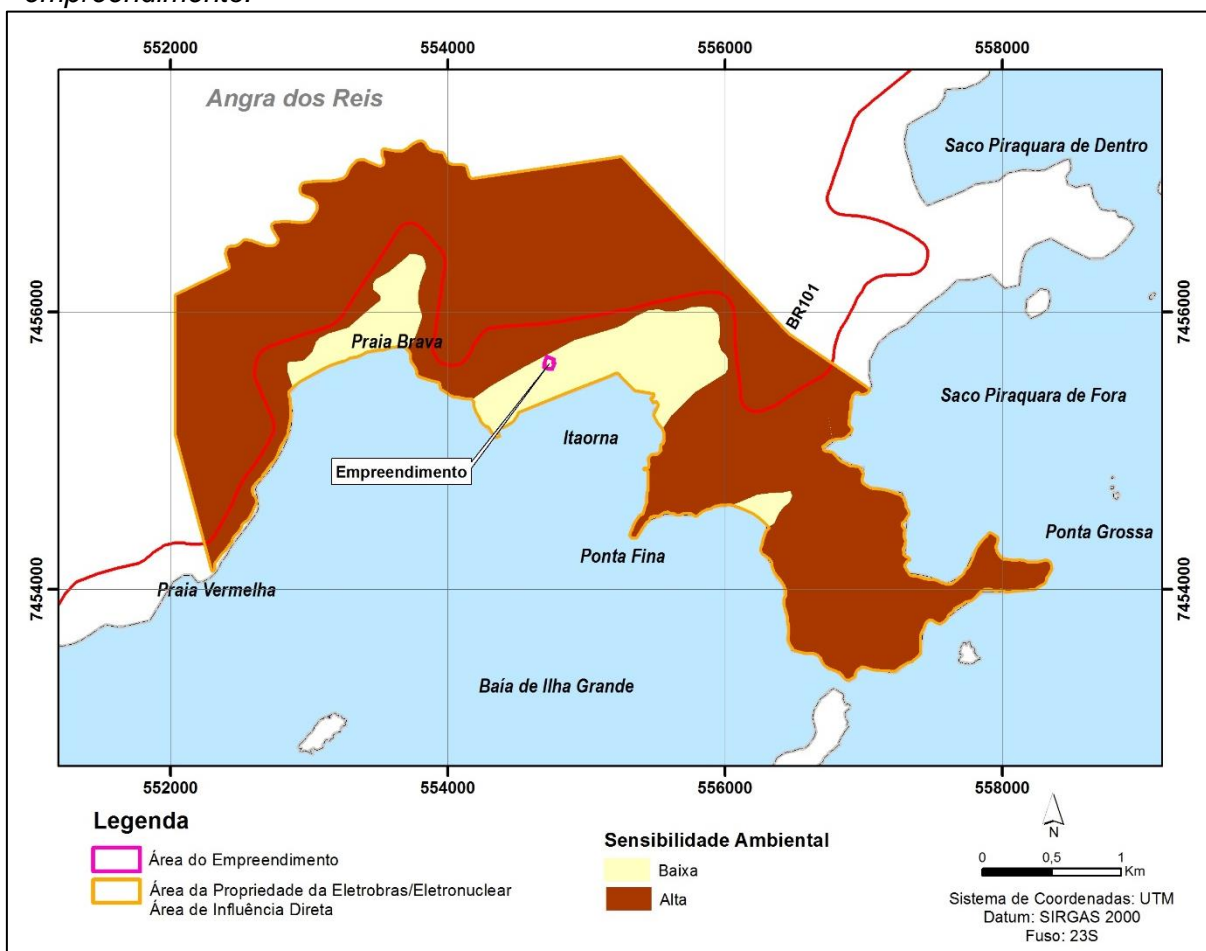 empreendimento.
552000 554000 556000 558000
Angra dos Reis
Saco Piraquara de Dentro
7456000 7456000
BR101
Praia Brava
Saco Piraquara de Fora
Itaorna
Empreendimento
Ponta Grossa
Ponta Fina
7454000 7454000
Praia Vermelha
Baía de Ilha Grande
552000 554000 556000 558000
Legenda
Área do Empreendimento
Área da Propriedade da Eletrobras/Eletronuclear
Área de Influência Direta
Sensibilidade Ambiental
Baixa
Alta
N
0 0,5 1
Km
Sistema de Coordenadas: UTM
Datum: SIRGAS 2000
Fuso: 23S